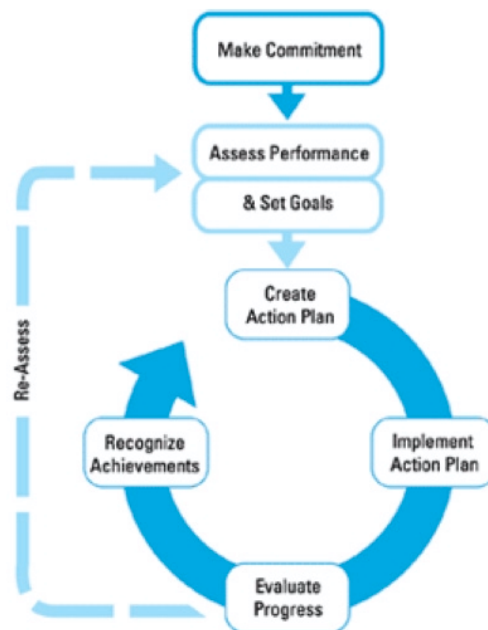 Make Commitment
Assess Performance
& Set Goals
Create
Action Plan
Re-Assess
Recognize
Achievements
Implement
Action Plan
Evaluate
Progress